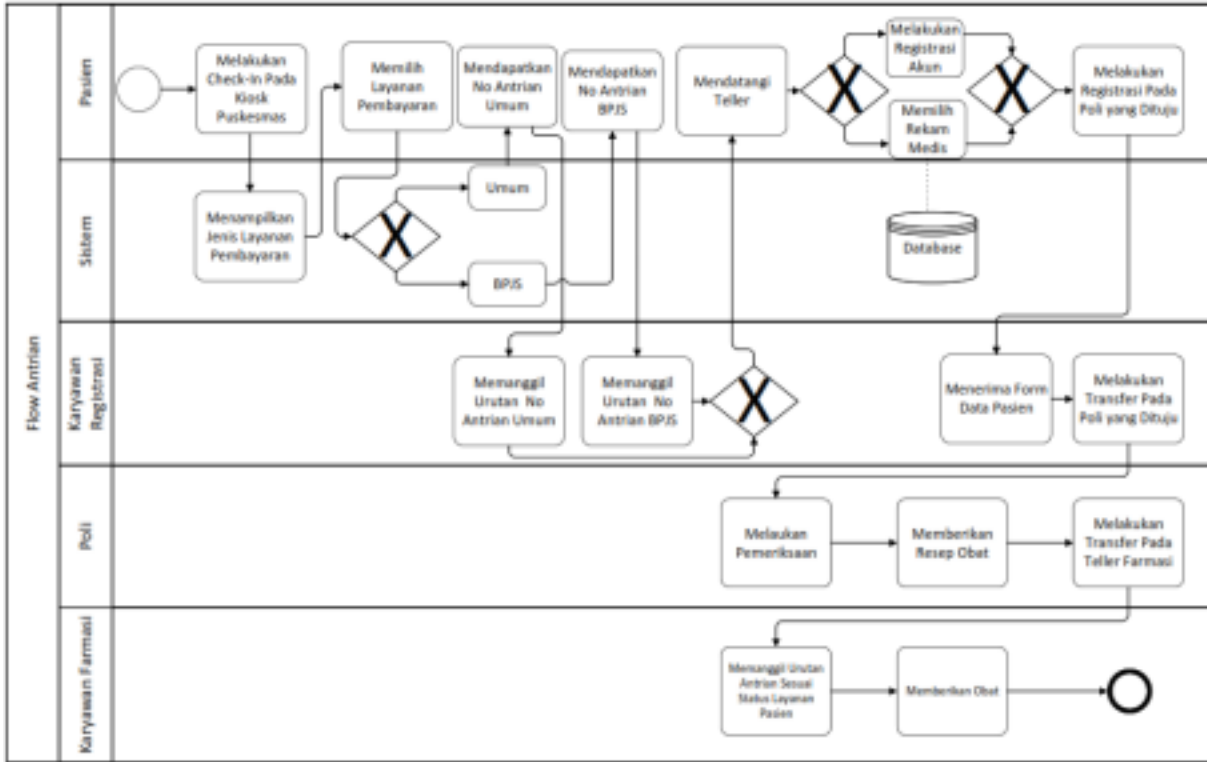 Flow Antrian
Pasien
Melakukan
Check-In Pada
Kiosk
Puskesmas
Memilih
Layanan
Pembayaran
Mendapatkan
No Antrian
Umum
Mendapatkan
No Antrian
BPJS
Mendatangi
Teller
X
Melakukan
Registrasi
Akun
Memilih
Rekam
Medis
X
Melakukan
Registrasi Pada
Poli yang Dituju
Sistem
Menampilkan
Jenis Layanan
Pembayaran
X
Umum
BPJS
Database
Karyawan
Registrasi
Memanggil
Urutan No
Antrian Umum
Memanggil
Urutan No
Antrian BPJS
X
Menerima Form
Data Pasien
Melakukan
Transfer Pada
Poli yang Dituju
Poli
Melaukan
Pemeriksaan
Memberikan
Resep Obat
Melakukan
Transfer Pada
Teller Farmasi
Karyawan Farmasi
Memanggil Urutan
Antrian Sesuai
Status Layanan
Pasien
Memberikan Obat